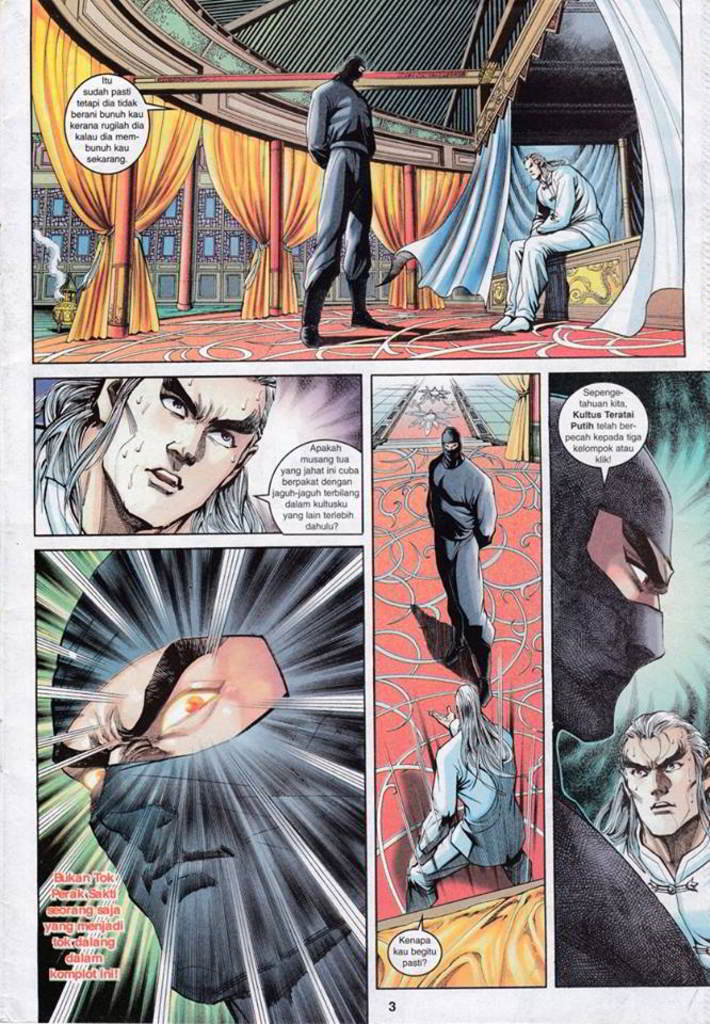 Itu
sudah pasti
tetapi dia tidak
berani bunuh kau
kerana rugilah dia
kalau dia mem-
bunuh kau
sekarang.
Apakah
musang tua
yang jahat ini cuba
berpakat dengan
jaguh-jaguh terbilang
dalam kultusku
yang lain terlebih
dahulu?
Bukan Tok
Perak Sakti
seorang saja
yang menjadi
tok dalang
dalam
komplot ini!
Kenapa
kau begitu
pasti?
Sepenge-
tahuan kita,
Kultus Teratai
Putih telah ber-
pecah kepada tiga
kelompok atau
klik!
3